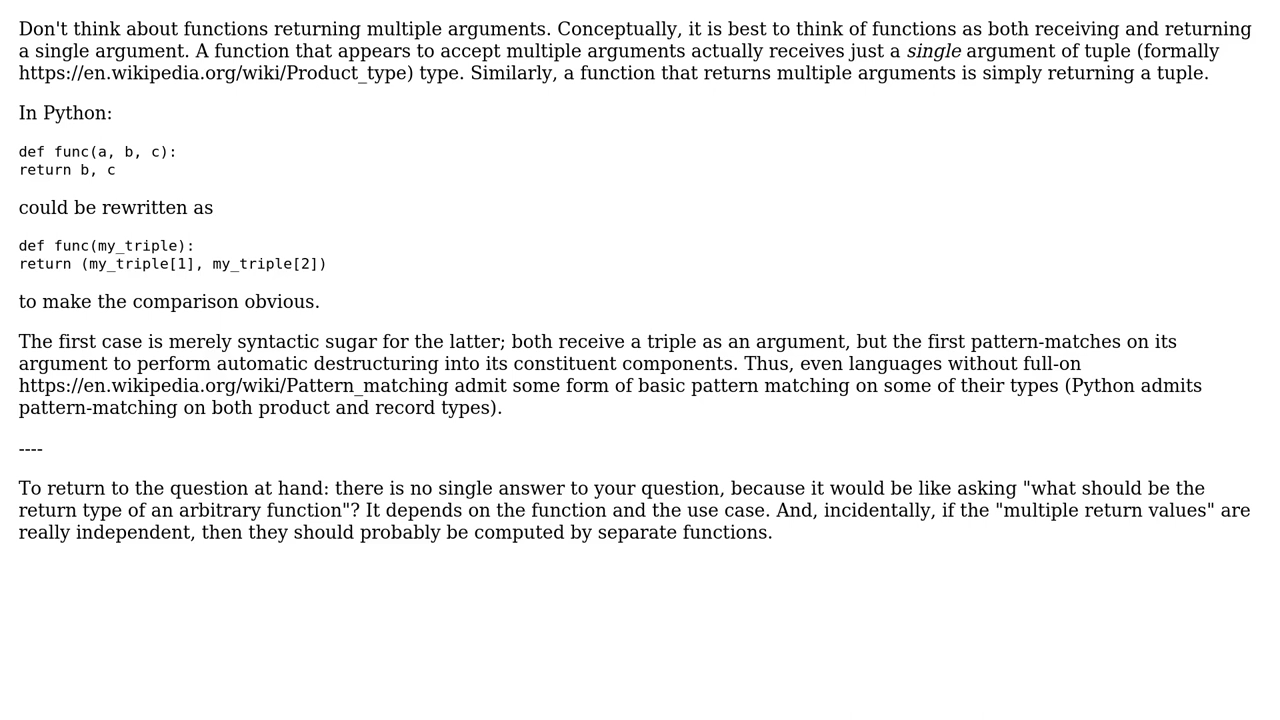 Don't think about functions returning multiple arguments. Conceptually, it is best to think of functions as both receiving and returning
a single argument. A function that appears to accept multiple arguments actually receives just a single argument of tuple (formally
https://en.wikipedia.org/wiki/Product_type) type. Similarly, a function that returns multiple arguments is simply returning a tuple.
In Python:
def func(a, b, c):
return b, c
could be rewritten as
def func(my_triple):
return (my_triple[1], my_triple[2])
to make the comparison obvious.
The first case is merely syntactic sugar for the latter; both receive a triple as an argument, but the first pattern-matches on its
argument to perform automatic destructuring into its constituent components. Thus, even languages without full-on
https://en.wikipedia.org/wiki/Pattern_matching admit some form of basic pattern matching on some of their types (Python admits
pattern-matching on both product and record types).
----
To return to the question at hand: there is no single answer to your question, because it would be like asking "what should be the
return type of an arbitrary function"? It depends on the function and the use case. And, incidentally, if the "multiple return values" are
really independent, then they should probably be computed by separate functions.